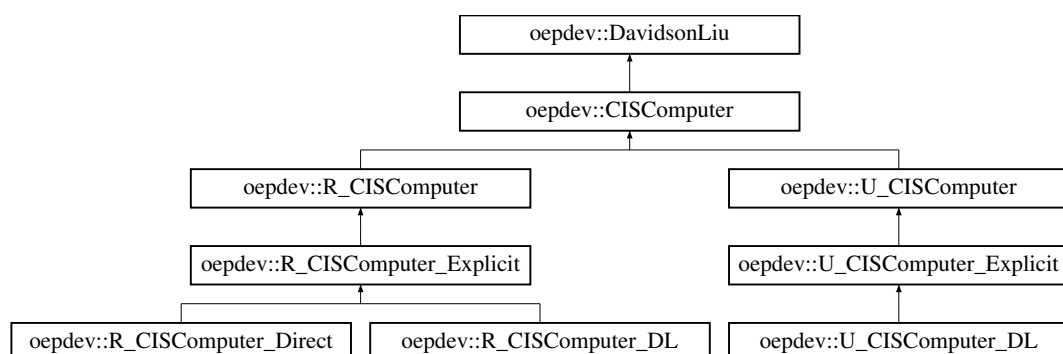 oepdev::DavidsonLiu
oepdev::CISComputer
oepdev::R_CISComputer oepdev::U_CISComputer
oepdev::R_CISComputer_Explicit oepdev::U_CISComputer_Explicit
oepdev::R_CISComputer_Direct oepdev::R_CISComputer_DL oepdev::U_CISComputer_DL